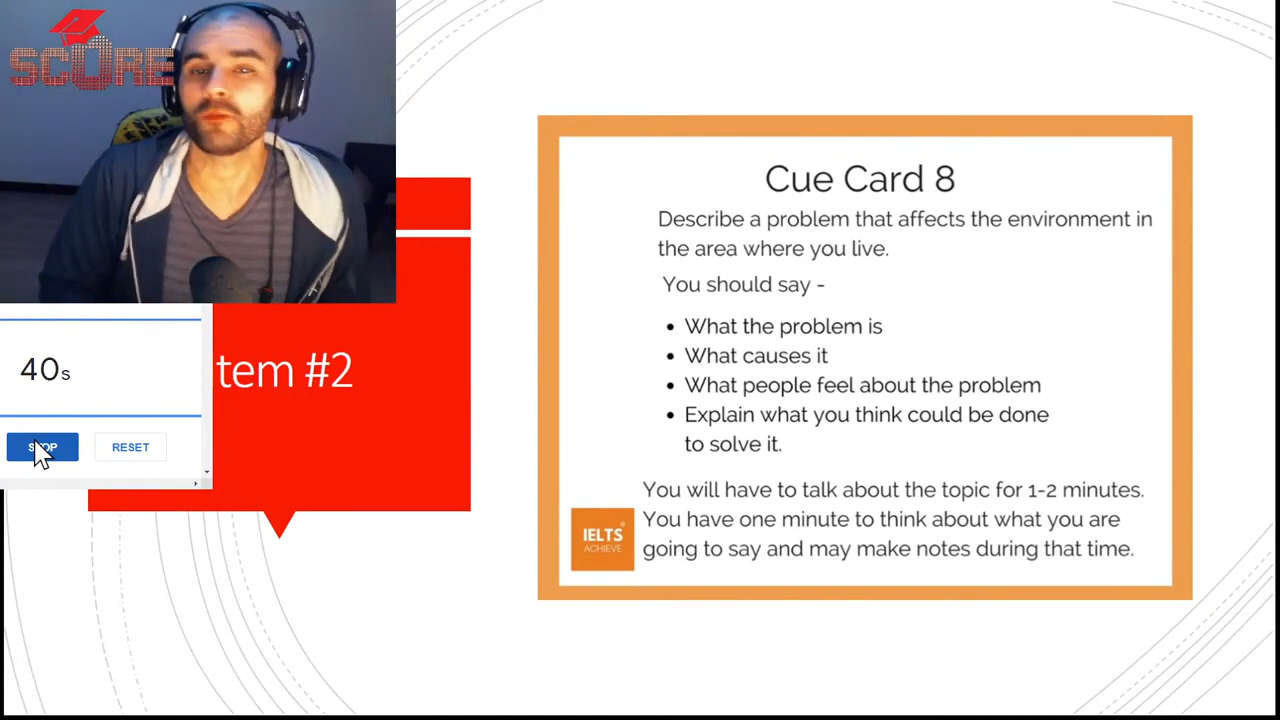 SCORE
40s
STOP
RESET
tem #2
Cue Card 8
Describe a problem that affects the environment in
the area where you live.
You should say -
• What the problem is
• What causes it
• What people feel about the problem
• Explain what you think could be done
to solve it.
You will have to talk about the topic for 1-2 minutes.
You have one minute to think about what you are
going to say and may make notes during that time.
IELTS
ACHIEVE